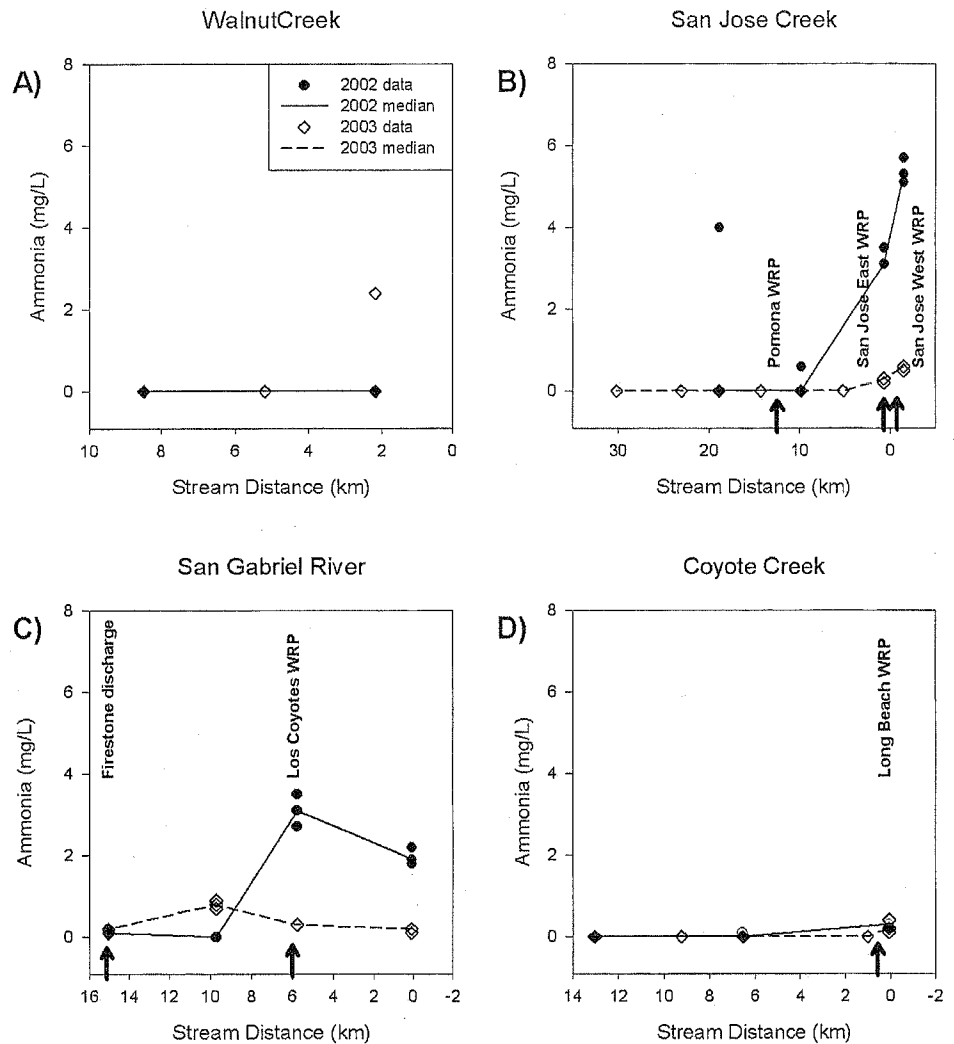 WalnutCreek
A)
8
6
4
2
0
Ammonia (mg/L)
2002 data
2002 median
2003 data
2003 median
10 8 6 4 2 0
Stream Distance (km)
San Jose Creek
B)
8
6
4
2
0
Ammonia (mg/L)
Pomona WRP
San Jose East WRP
San Jose West WRP
30 20 10 0
Stream Distance (km)
San Gabriel River
C)
8
6
4
2
0
Ammonia (mg/L)
Firestone discharge
Los Coyotes WRP
16 14 12 10 8 6 4 2 0 -2
Stream Distance (km)
Coyote Creek
D)
8
6
4
2
0
Ammonia (mg/L)
Long Beach WRP
14 12 10 8 6 4 2 0 -2
Stream Distance (km)